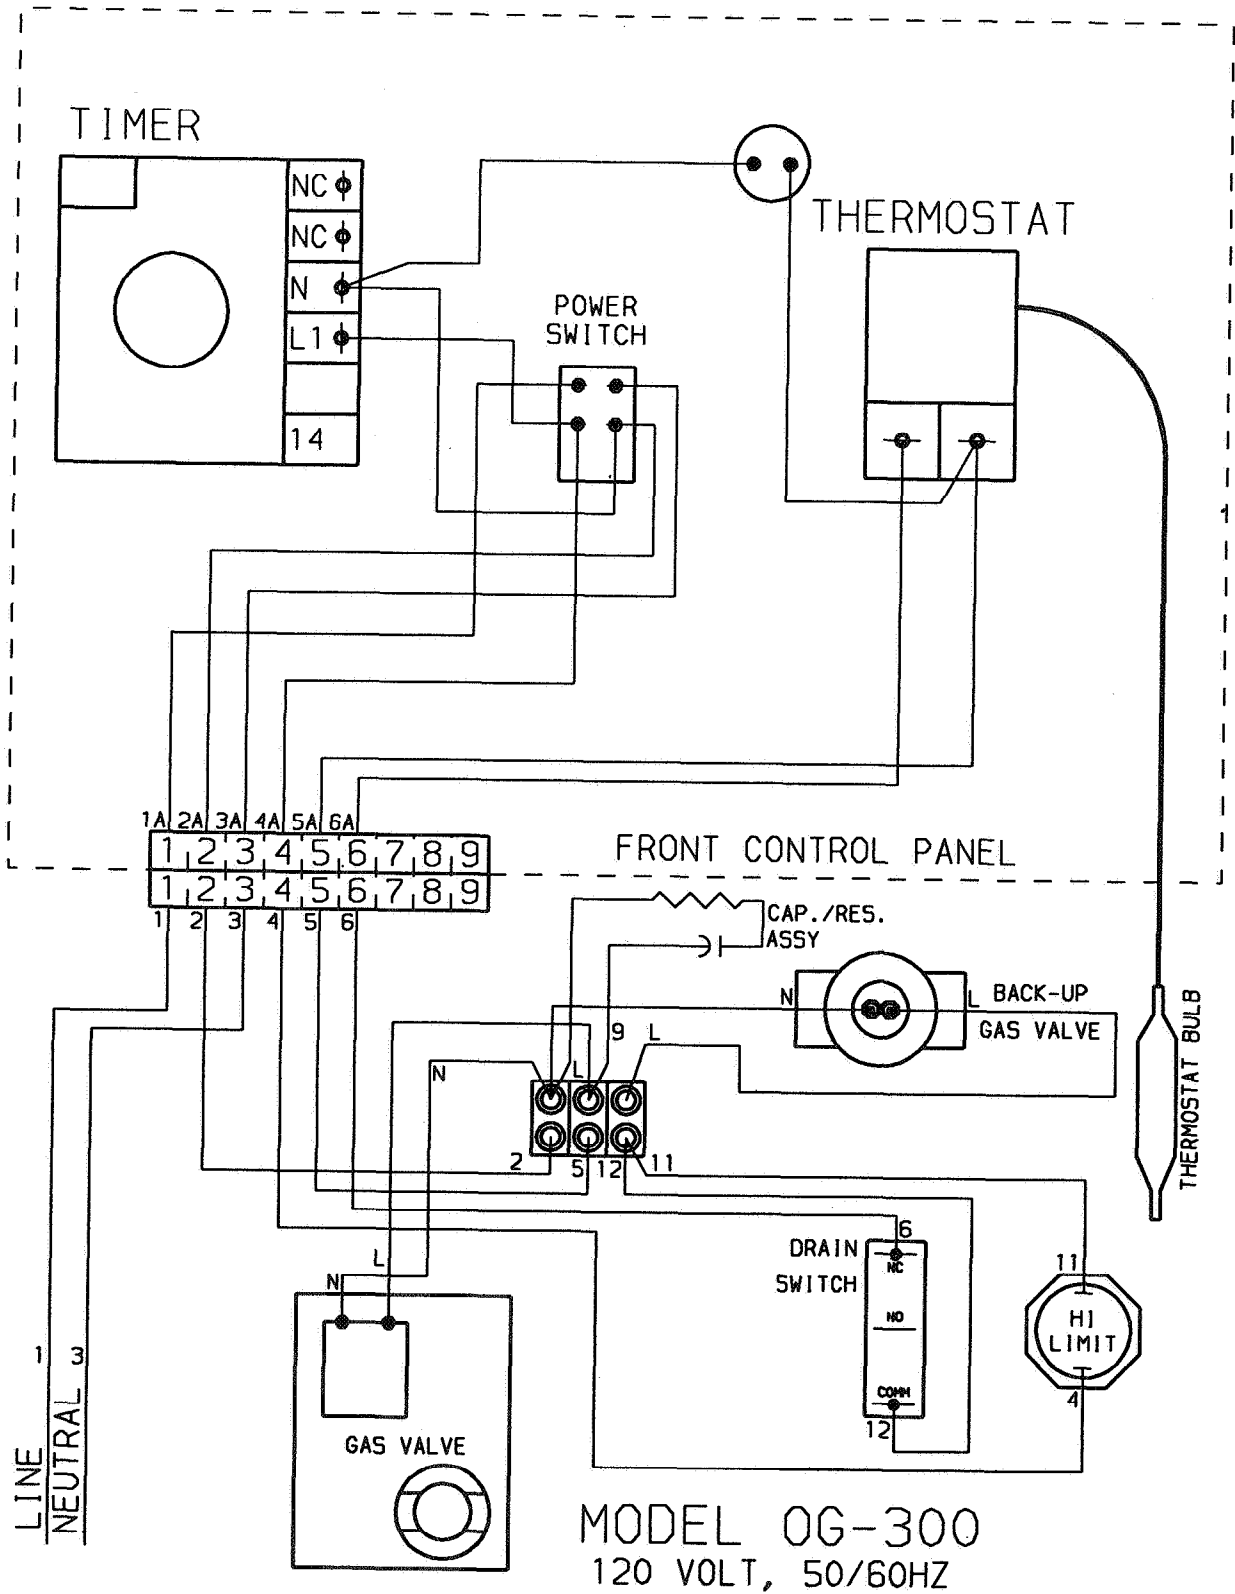 TIMER
NC
NC
N
L1
14
POWER
SWITCH
THERMOSTAT
1A 2A 3A 4A 5A 6A
1 2 3 4 5 6 7 8 9
1 2 3 4 5 6 7 8 9
1 2 3 4 5 6
FRONT CONTROL PANEL
CAP./RES.
ASSY
N
L
BACK-UP
GAS VALVE
THERMOSTAT BULB
9
L
N
L
2
5
12
11
6
DRAIN
SWITCH
NC
NO
COMM
12
11
HI
LIMIT
4
L
N
GAS VALVE
1
3
LINE
NEUTRAL
MODEL OG-300
120 VOLT, 50/60HZ